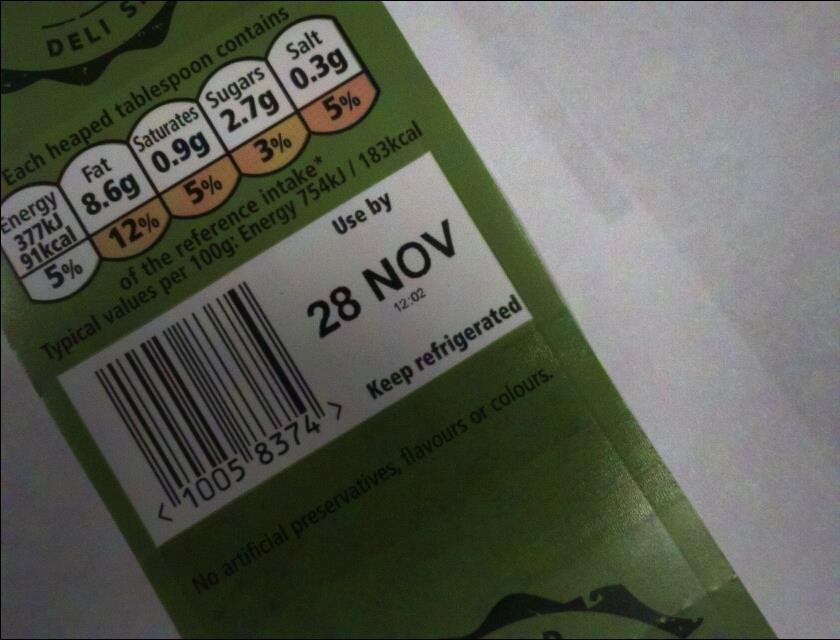 DELI
Each heaped tablespoon contains
Energy
377kJ
91kcal
5%
Fat
8.6g
12%
Saturates
0.9g
5%
Sugars
2.7g
3%
Salt
0.3g
5%
of the reference intake*
Typical values per 100g: Energy 754kJ / 183kcal
Use by
28 NOV
12:02
Keep refrigerated
< 1005 8374 >
No artificial preservatives, flavours or colours.